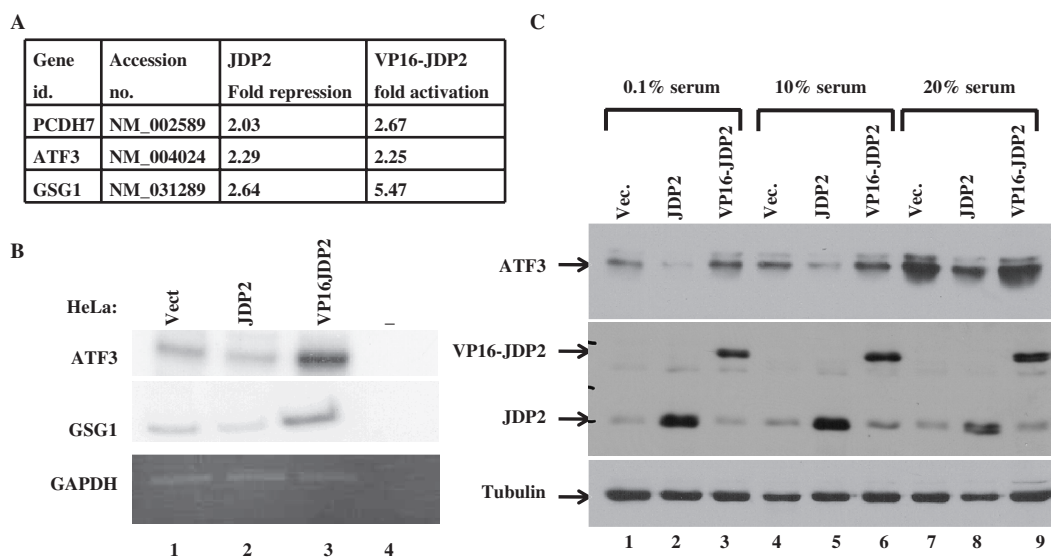 A
Gene id. Accession no. JDP2 Fold repression VP16-JDP2 fold activation
PCDH7 NM_002589 2.03 2.67
ATF3 NM_004024 2.29 2.25
GSG1 NM_031289 2.64 5.47
B
HeLa: Vect JDP2 VP16JDP2 –
ATF3
GSG1
GAPDH
1 2 3 4
C
0.1% serum 10% serum 20% serum
Vec. JDP2 VP16-JDP2 Vec. JDP2 VP16-JDP2 Vec. JDP2 VP16-JDP2
ATF3
VP16-JDP2
JDP2
Tubulin
1 2 3 4 5 6 7 8 9